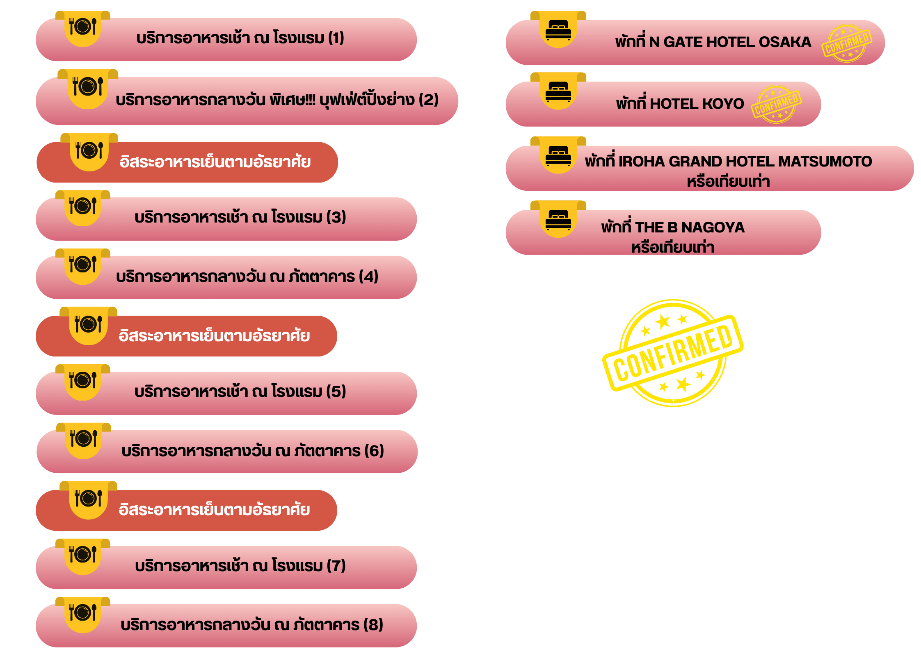 บริการอาหารเช้า ณ โรงแรม (1)
บริการอาหารกลางวัน พิเศษ!!! บุฟเฟ่ต์ปิ้งย่าง (2)
อิสระอาหารเย็นตามอัธยาศัย
บริการอาหารเช้า ณ โรงแรม (3)
บริการอาหารกลางวัน ณ ภัตตาคาร (4)
อิสระอาหารเย็นตามอัธยาศัย
บริการอาหารเช้า ณ โรงแรม (5)
บริการอาหารกลางวัน ณ ภัตตาคาร (6)
อิสระอาหารเย็นตามอัธยาศัย
บริการอาหารเช้า ณ โรงแรม (7)
บริการอาหารกลางวัน ณ ภัตตาคาร (8)
พักที่ N GATE HOTEL OSAKA
CONFIRMED
พักที่ HOTEL KOYO
CONFIRMED
พักที่ IROHA GRAND HOTEL MATSUMOTO
หรือเทียบเท่า
พักที่ THE B NAGOYA
หรือเทียบเท่า
CONFIRMED